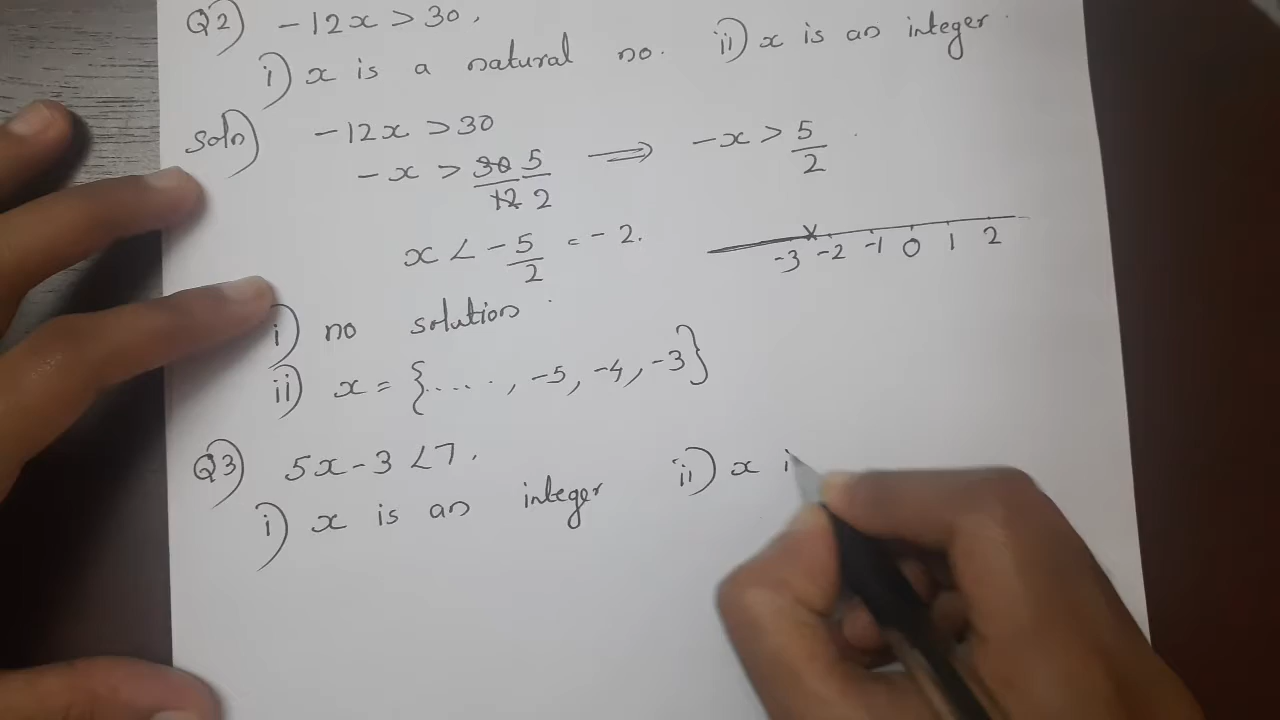 Q2) -12x > 30,
i) x is a natural no. ii) x is an integer.
Soln) -12x > 30
-x > 30/12 5/2 ⟹ -x > 5/2.
x < -5/2 = -2.
-3 -2 -1 0 1 2
i) no solution.
ii) x = {....., -5, -4, -3}
Q3) 5x-3 < 7,
i) x is an integer ii) x i